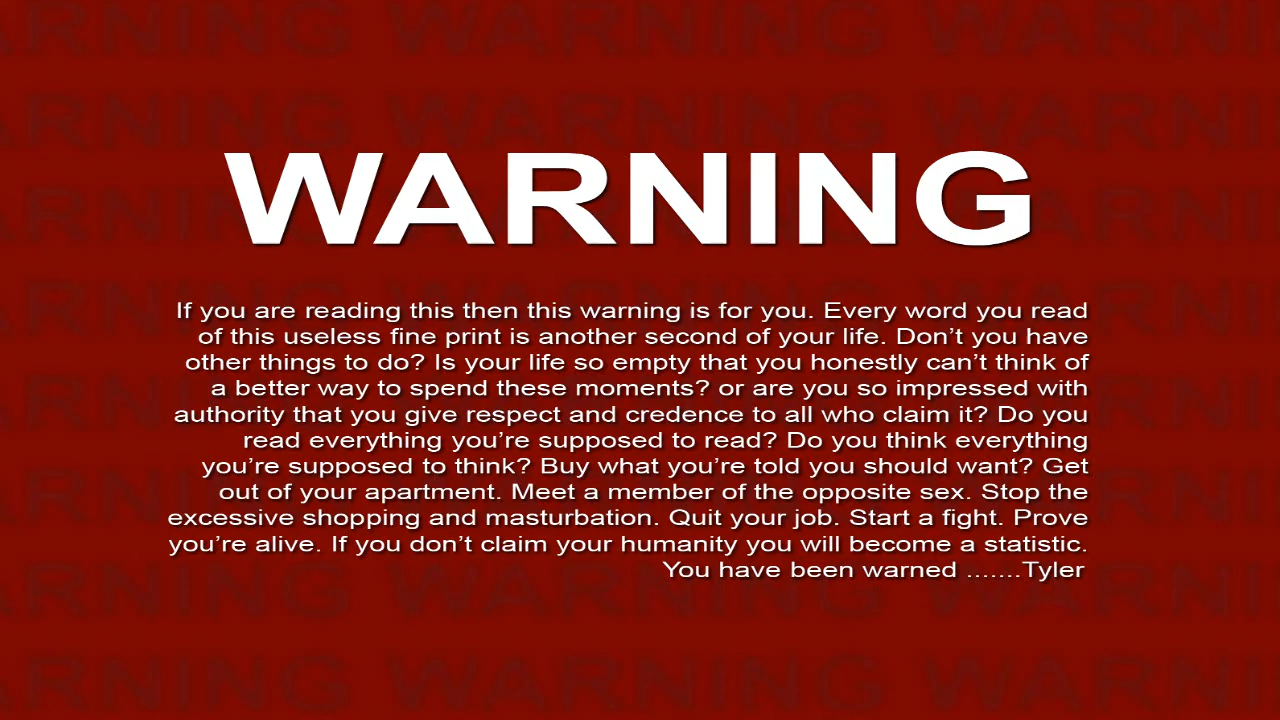 WARNING
If you are reading this then this warning is for you. Every word you read
of this useless fine print is another second of your life. Don’t you have
other things to do? Is your life so empty that you honestly can’t think of
a better way to spend these moments? or are you so impressed with
authority that you give respect and credence to all who claim it? Do you
read everything you’re supposed to read? Do you think everything
you’re supposed to think? Buy what you’re told you should want? Get
out of your apartment. Meet a member of the opposite sex. Stop the
excessive shopping and masturbation. Quit your job. Start a fight. Prove
you’re alive. If you don’t claim your humanity you will become a statistic.
You have been warned .......Tyler